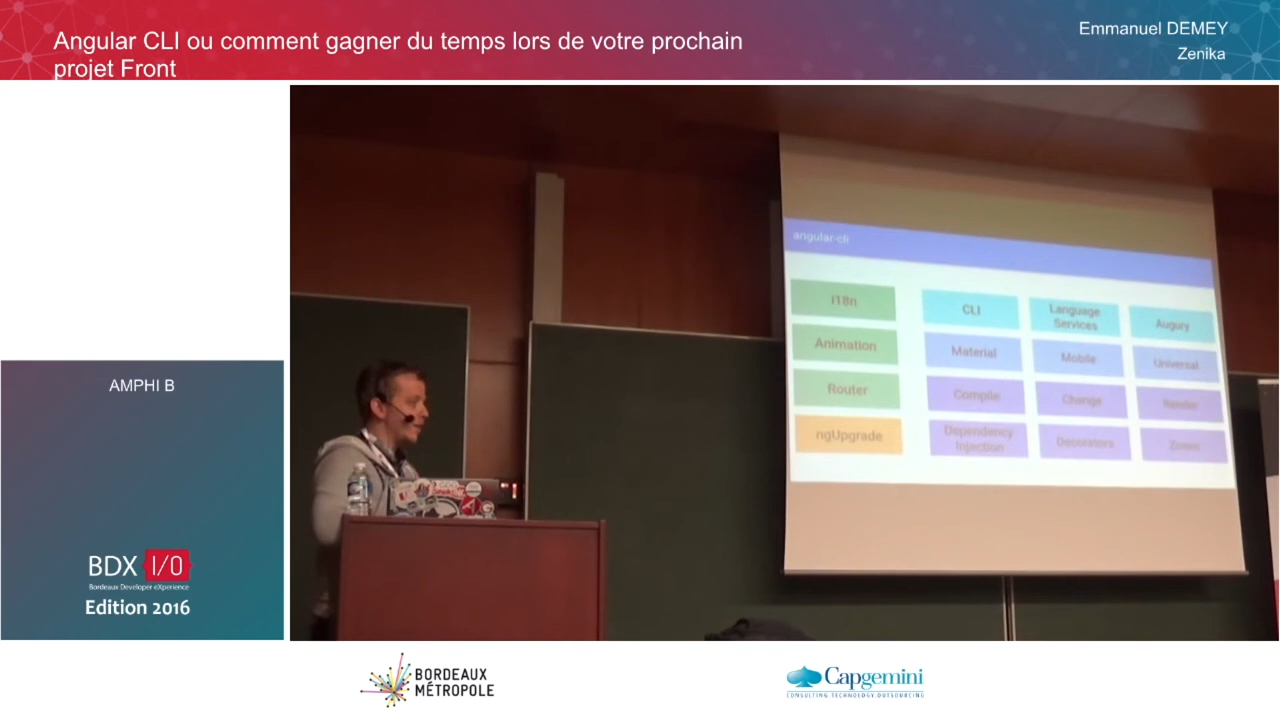 Angular CLI ou comment gagner du temps lors de votre prochain
projet Front
Emmanuel DEMEY
Zenika
angular-cli
i18n
CLI
Language
Services
Augury
Animation
Material
Mobile
Universal
Router
Compile
Change
Render
ngUpgrade
Dependency
Injection
Decorators
Zones
AMPHI B
BDX I/O
Bordeaux Developer eXperience
Edition 2016
BORDEAUX
MÉTROPOLE
Capgemini
CONSULTING.TECHNOLOGY.OUTSOURCING